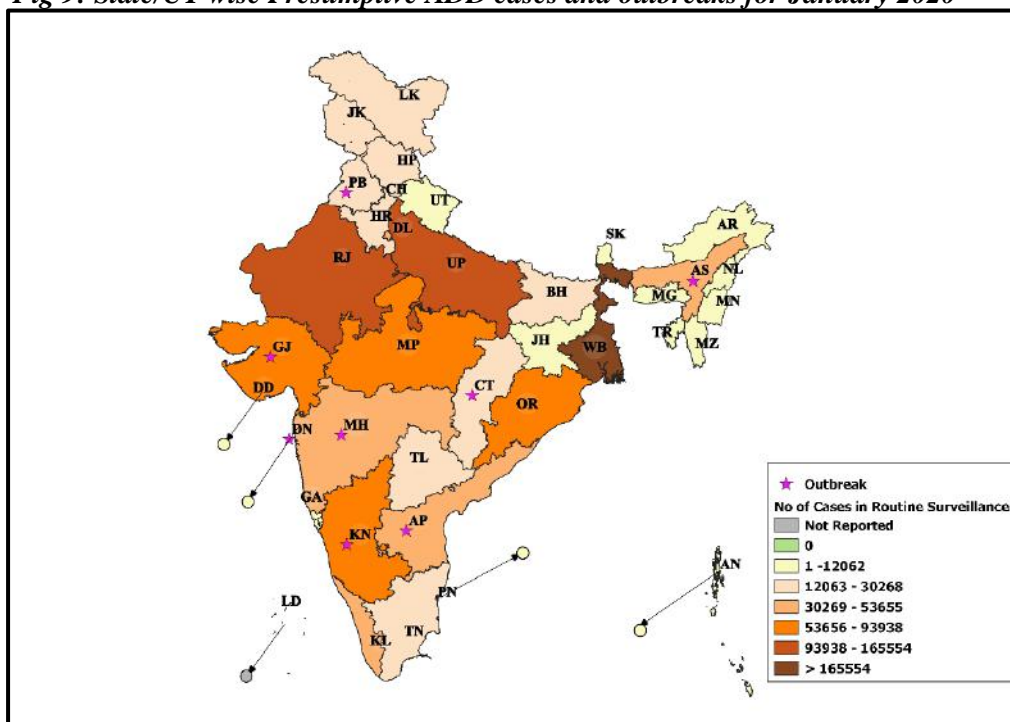 Fig 9: State/UT wise Presumptive ADD cases and outbreaks for January 2020
LK
JK
HP
PB
CH
UT
HR
DL
AR
SK
RJ
UP
AS
NL
BH
MG
MN
TR
MZ
JH
GJ
MP
WB
DD
CT
OR
DN
MH
TL
GA
AP
KN
AN
PN
LD
KL
TN
Outbreak
No of Cases in Routine Surveillance
Not Reported
0
1 -12062
12063 - 30268
30269 - 53655
53656 - 93938
93938 - 165554
> 165554